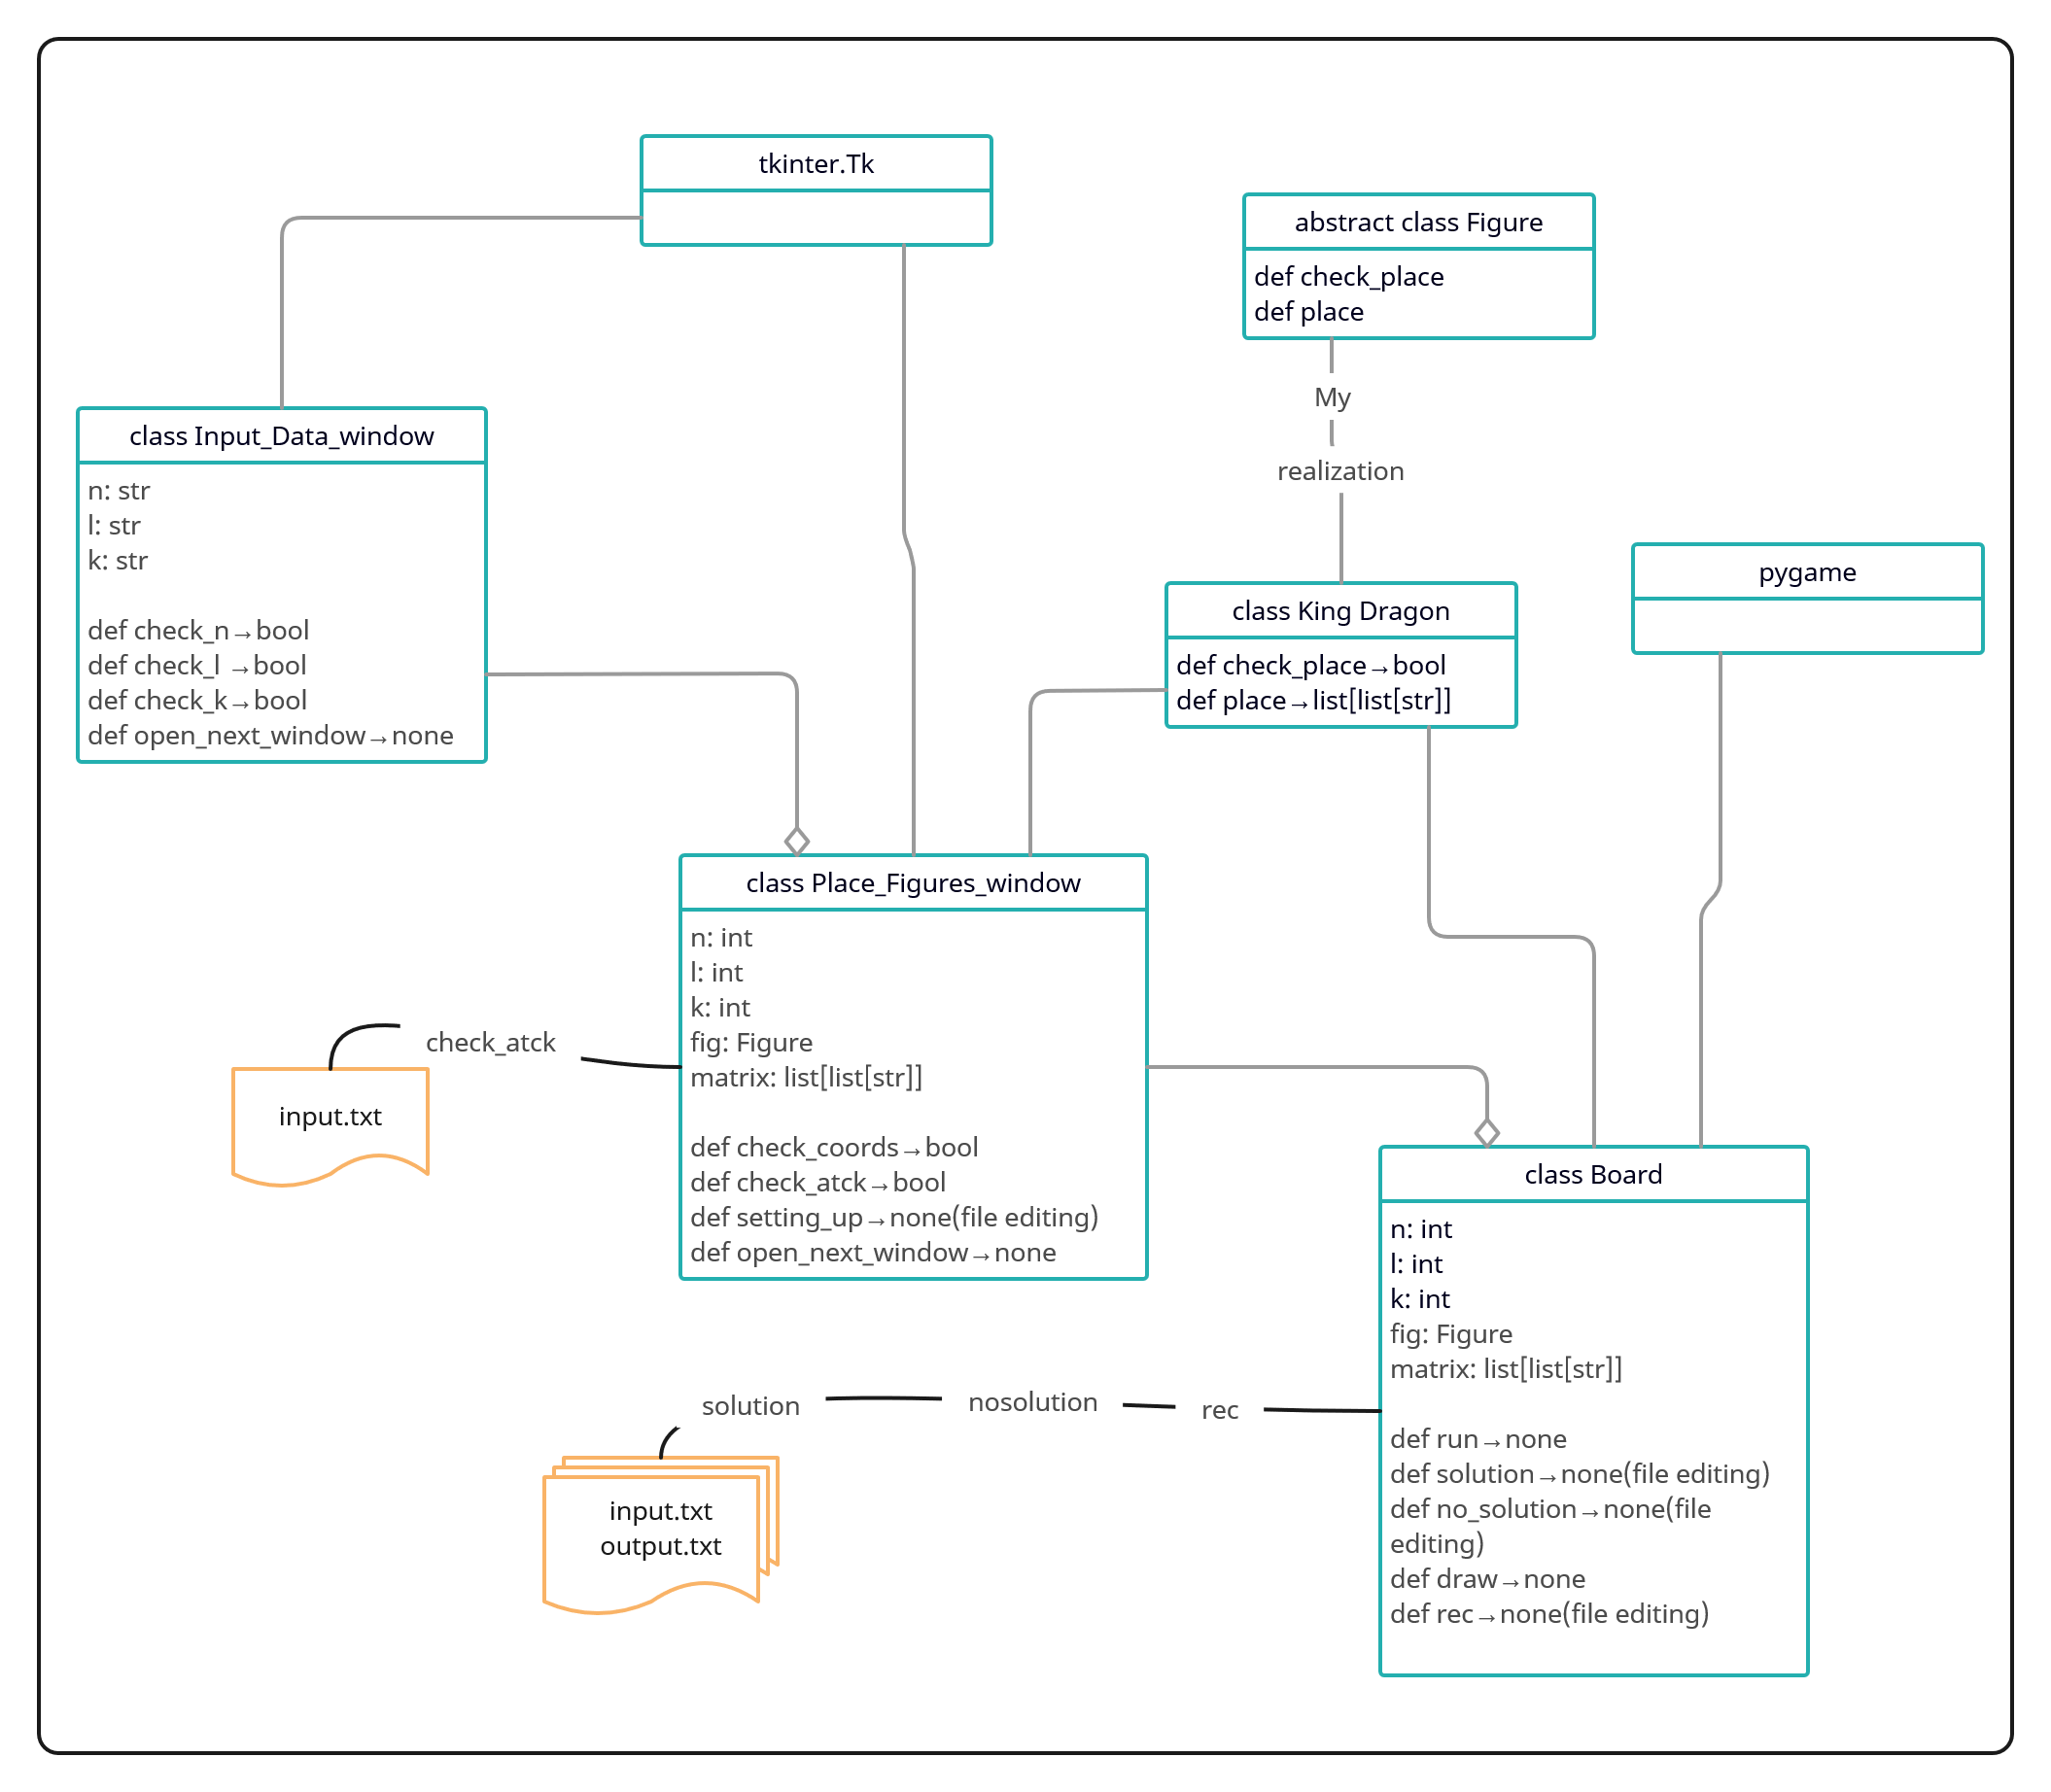 tkinter.Tk
abstract class Figure
def check_place
def place
My
realization
class Input_Data_window
n: str
l: str
k: str
def check_n→bool
def check_l →bool
def check_k→bool
def open_next_window→none
pygame
class King Dragon
def check_place→bool
def place→list[list[str]]
class Place_Figures_window
n: int
l: int
k: int
fig: Figure
matrix: list[list[str]]
def check_coords→bool
def check_atck→bool
def setting_up→none(file editing)
def open_next_window→none
check_atck
input.txt
class Board
n: int
l: int
k: int
fig: Figure
matrix: list[list[str]]
def run→none
def solution→none(file editing)
def no_solution→none(file
editing)
def draw→none
def rec→none(file editing)
solution
nosolution
rec
input.txt
output.txt